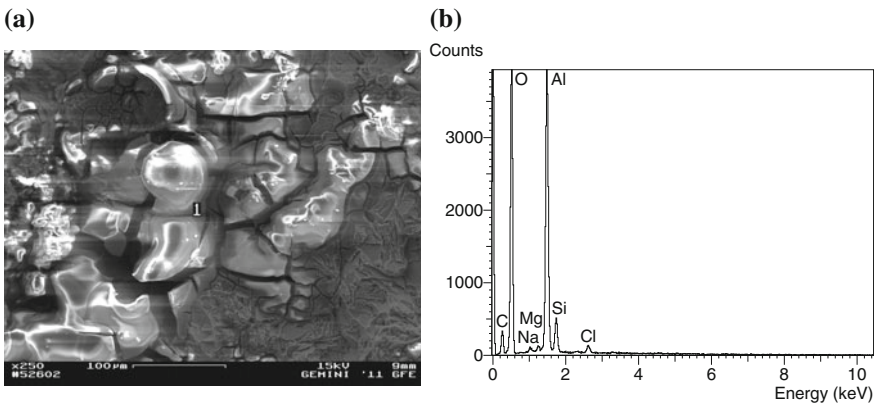 (a)
(b)
1
×250 100μm 15kV 9mm
#52602 GEMINI '11 GFE
Counts
3000
2000
1000
0
O
Al
C
Mg
Na
Si
Cl
0 2 4 6 8 10
Energy (keV)